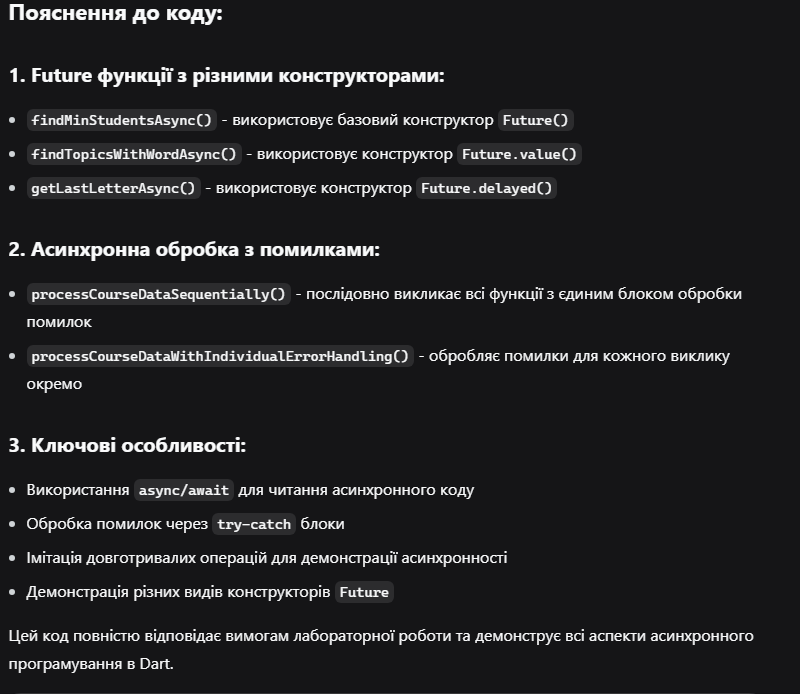 Пояснення до коду:
1. Future функції з різними конструкторами:
• findMinStudentsAsync() - використовує базовий конструктор Future()
• findTopicsWithWordAsync() - використовує конструктор Future.value()
• getLastLetterAsync() - використовує конструктор Future.delayed()
2. Асинхронна обробка з помилками:
• processCourseDataSequentially() - послідовно викликає всі функції з єдиним блоком обробки
помилок
• processCourseDataWithIndividualErrorHandling() - обробляє помилки для кожного виклику
окремо
3. Ключові особливості:
• Використання async/await для читання асинхронного коду
• Обробка помилок через try-catch блоки
• Імітація довготривалих операцій для демонстрації асинхронності
• Демонстрація різних видів конструкторів Future
Цей код повністю відповідає вимогам лабораторної роботи та демонструє всі аспекти асинхронного
програмування в Dart.